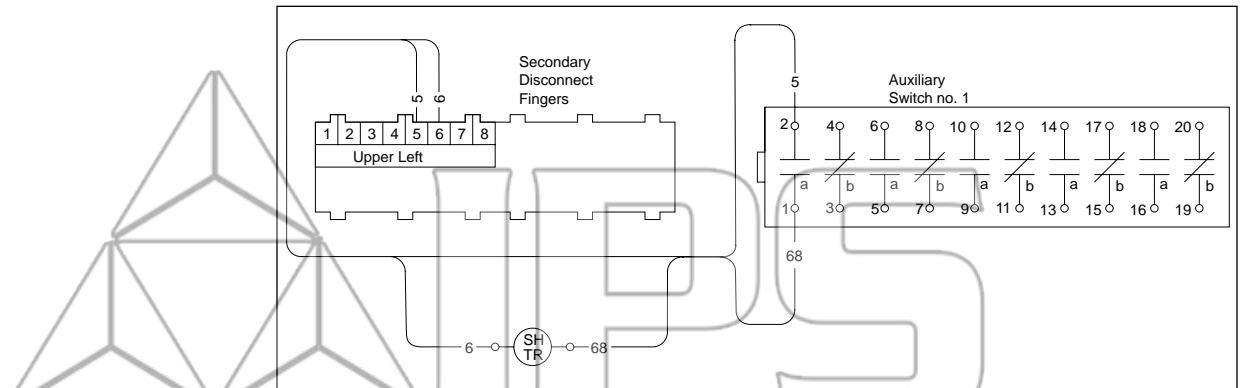 Secondary
Disconnect
Fingers
Auxiliary
Switch no. 1
5 6
5
1 2 3 4 5 6 7 8
Upper Left
2 4 6 8 10 12 14 17 18 20
a b a b a b a b a b
1 3 5 7 9 11 13 15 16 19
68
6 SH TR 68
IPS